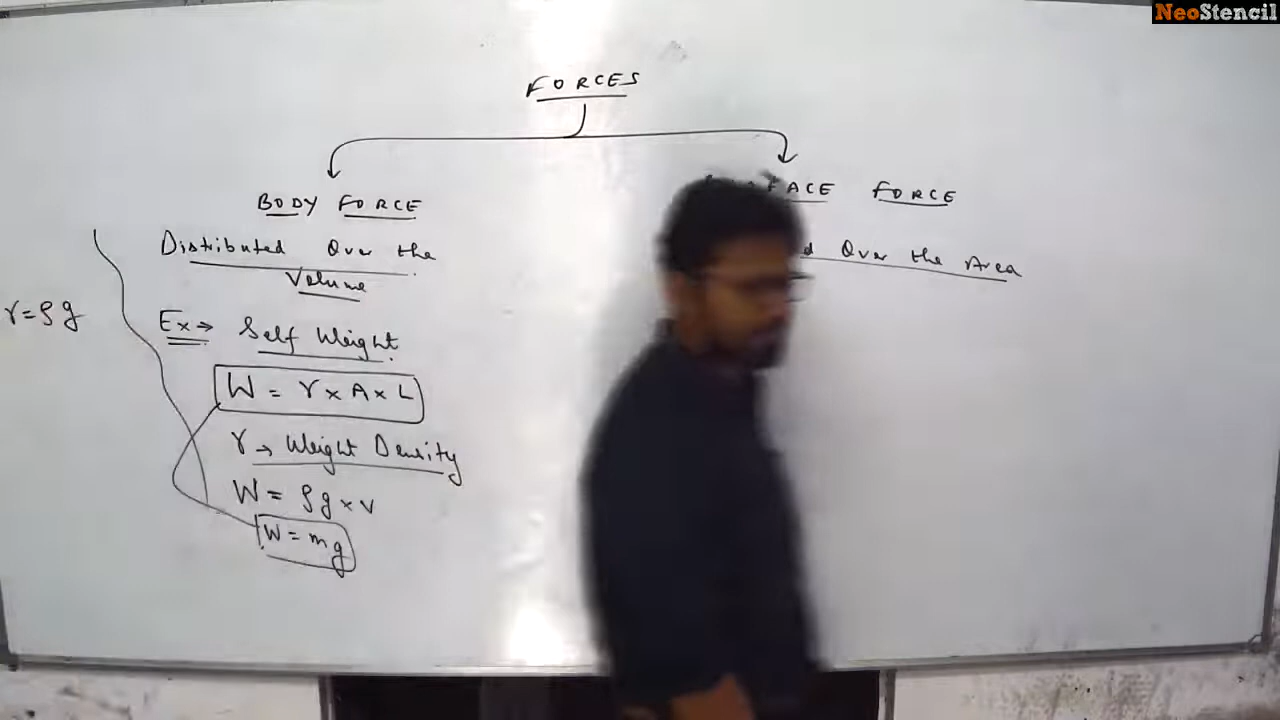 NeoStencil
FORCES
BODY FORCE
Distributed Over the
Volume
Ex → Self Weight
W = γ × A × L
γ → Weight Density
W = ρg × V
W = mg
γ = ρg
FORCE
Over the Area